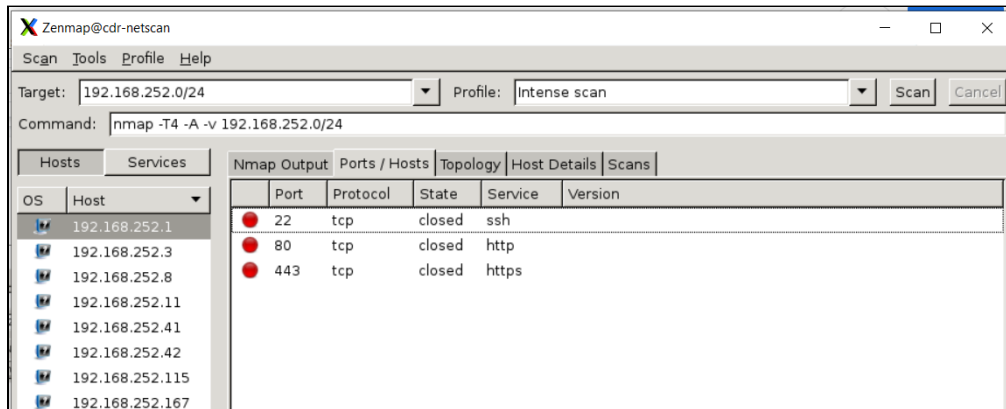 Zenmap@cdr-netscan
Scan Tools Profile Help
Target: 192.168.252.0/24 Profile: Intense scan Scan Cancel
Command: nmap -T4 -A -v 192.168.252.0/24
Hosts Services Nmap Output Ports / Hosts Topology Host Details Scans
OS Host Port Protocol State Service Version
192.168.252.1 22 tcp closed ssh
192.168.252.3 80 tcp closed http
192.168.252.8 443 tcp closed https
192.168.252.11
192.168.252.41
192.168.252.42
192.168.252.115
192.168.252.167